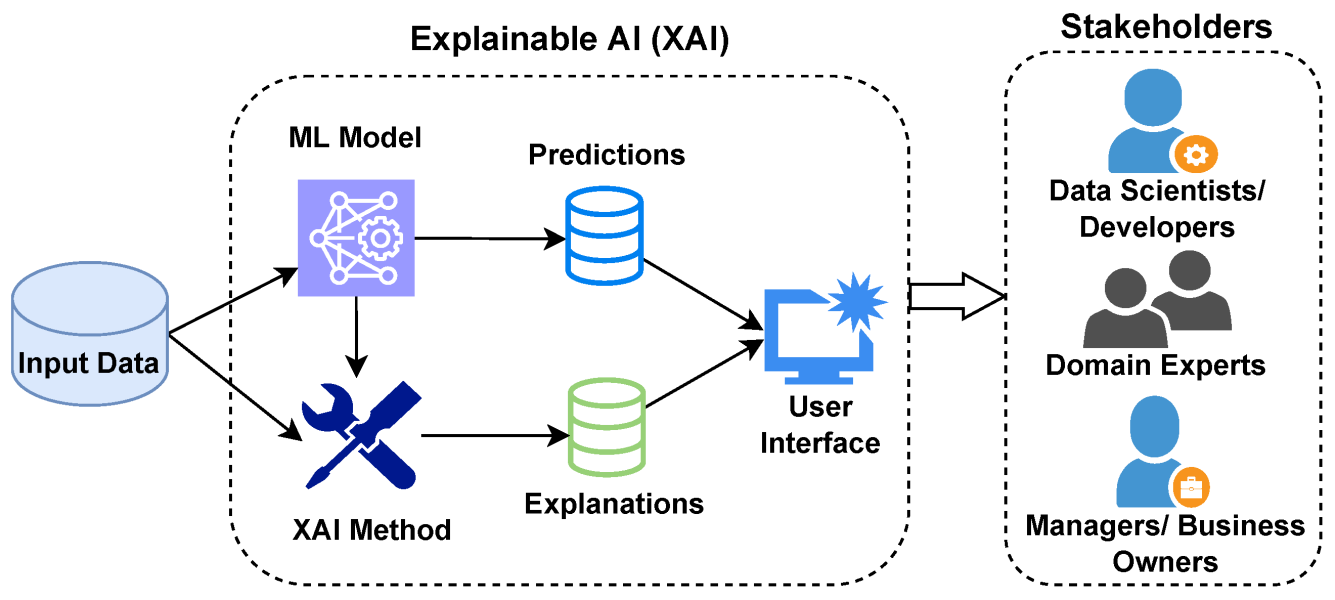 Explainable AI (XAI)
Stakeholders
ML Model
Predictions
Input Data
User
Interface
Explanations
XAI Method
Data Scientists/
Developers
Domain Experts
Managers/ Business
Owners